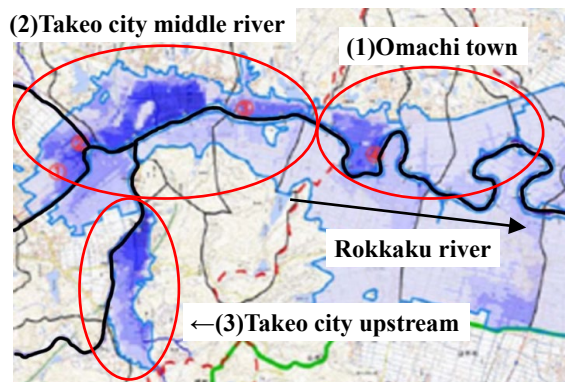 (2)Takeo city middle river
(1)Omachi town
Rokkaku river
←(3)Takeo city upstream